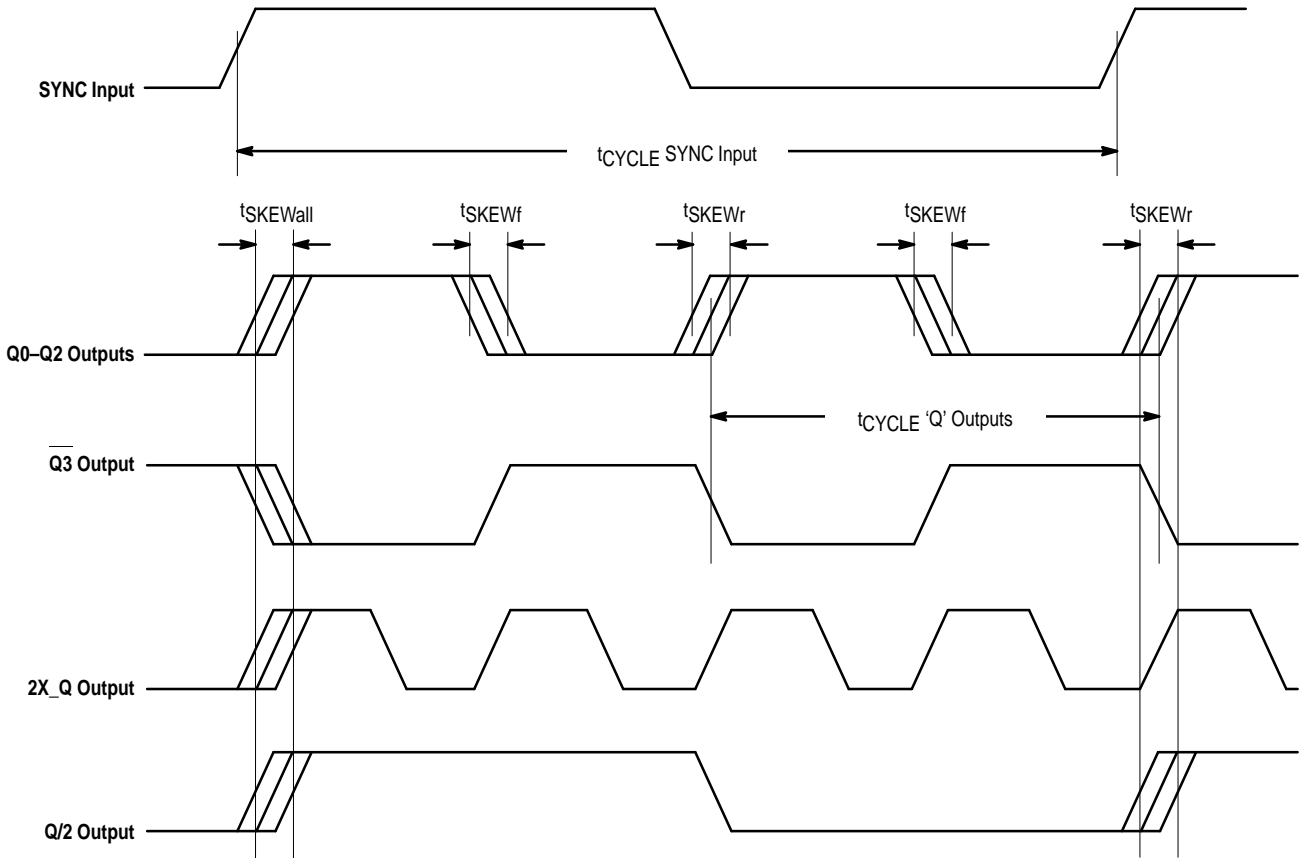 SYNC Input
tCYCLE SYNC Input
tSKEWall
tSKEWf
tSKEWr
tSKEWf
tSKEWr
Q0–Q2 Outputs
tCYCLE ‘Q’ Outputs
Q3 Output
2X_Q Output
Q/2 Output